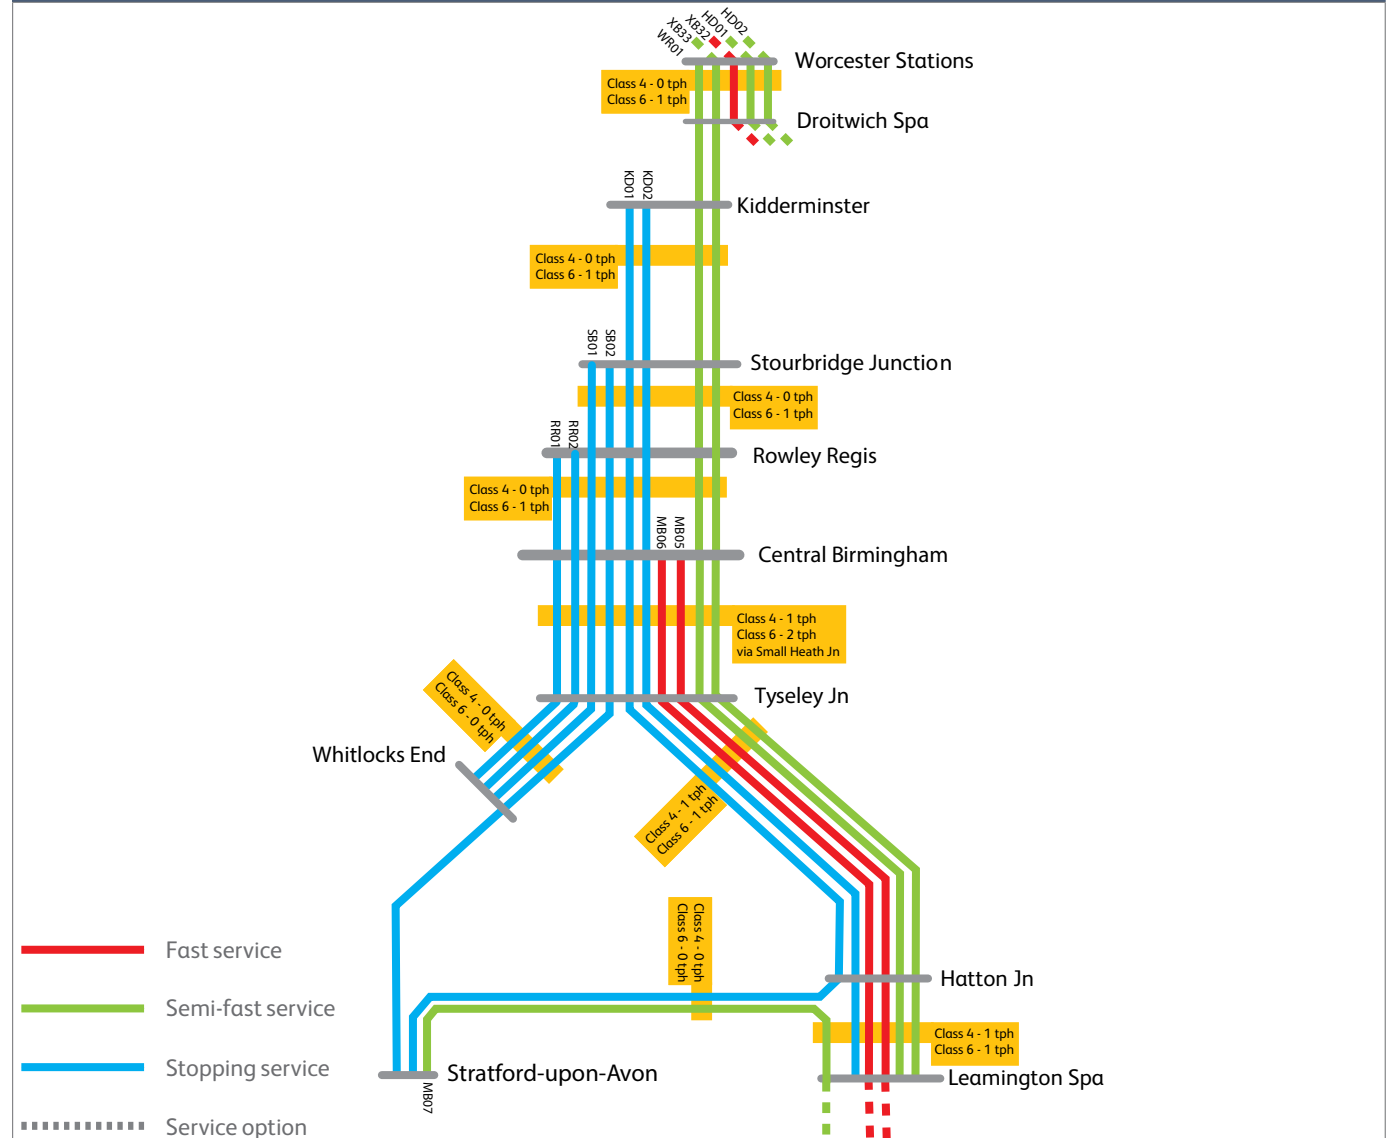 WR01
XB33
XB32
HD01
HD02
Worcester Stations
Class 4 - 0 tph
Class 6 - 1 tph
Droitwich Spa
KD01
KD02
Kidderminster
Class 4 - 0 tph
Class 6 - 1 tph
SB01
SB02
Stourbridge Junction
Class 4 - 0 tph
Class 6 - 1 tph
RR01
RR02
Rowley Regis
Class 4 - 0 tph
Class 6 - 1 tph
MB06
MB05
Central Birmingham
Class 4 - 1 tph
Class 6 - 2 tph
via Small Heath Jn
Tyseley Jn
Class 4 - 0 tph
Class 6 - 0 tph
Whitlocks End
Class 4 - 1 tph
Class 6 - 1 tph
Class 4 - 0 tph
Class 6 - 0 tph
Fast service
Hatton Jn
Semi-fast service
Class 4 - 1 tph
Class 6 - 1 tph
Stopping service
Stratford-upon-Avon
Leamington Spa
MB07
Service option